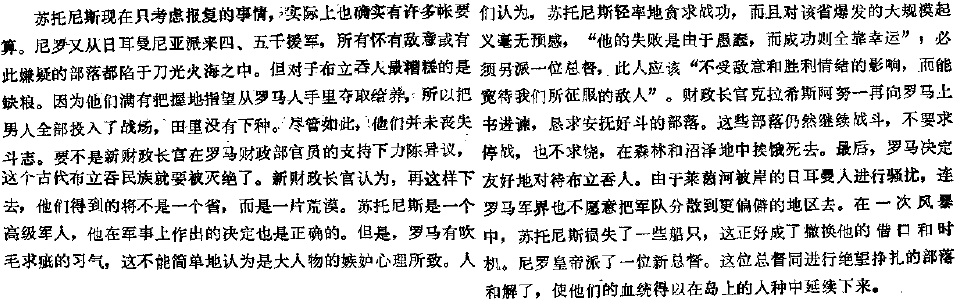 苏托尼斯现在只考虑报复的事情,实际上也确实有许多帐要
算。尼罗又从日耳曼尼亚派来四、五千援军,所有怀有敌意或有
此嫌疑的部落都陷于刀光火海之中。但对于布立吞人最糟糕的是
缺粮。因为他们满有把握地指望从罗马人手里夺取给养,所以把
男人全部投入了战场,田里没有下种。尽管如此,他们并未丧失
斗志。要不是新财政长官在罗马财政部官员的支持下力陈异议,
这个古代布立吞民族就要被灭绝了。新财政长官认为,再这样下
去,他们得到的将不是一个省,而是一片荒漠。苏托尼斯是一个
高级军人,他在军事上作出的决定也是正确的。但是,罗马有吹
毛求疵的习气,这不能简单地认为是大人物的嫉妒心理所致。人
们认为,苏托尼斯轻率地贪求战功,而且对该省爆发的大规模起
义毫无预感,“他的失败是由于愚蠢,而成功则全靠幸运”;必
须另派一位总督,此人应该“不受敌意和胜利情绪的影响,而能
宽待我们所征服的敌人”。财政长官克拉希斯阿努一再向罗马上
书进谏,恳求安抚好斗的部落。这些部落仍然继续战斗,不要求
停战,也不求饶,在森林和沼泽地中挨饿死去。最后,罗马决定
友好地对待布立吞人。由于莱茵河彼岸的日耳曼人进行骚扰,连
罗马军界也不愿意把军队分散到更偏僻的地区去。在一次风暴
中,苏托尼斯损失了一些船只,这正好成了撤换他的借口和时
机。尼罗皇帝派了一位新总督。这位总督同进行绝望挣扎的部落
和解了,使他们的血统得以在岛上的人种中延续下来。